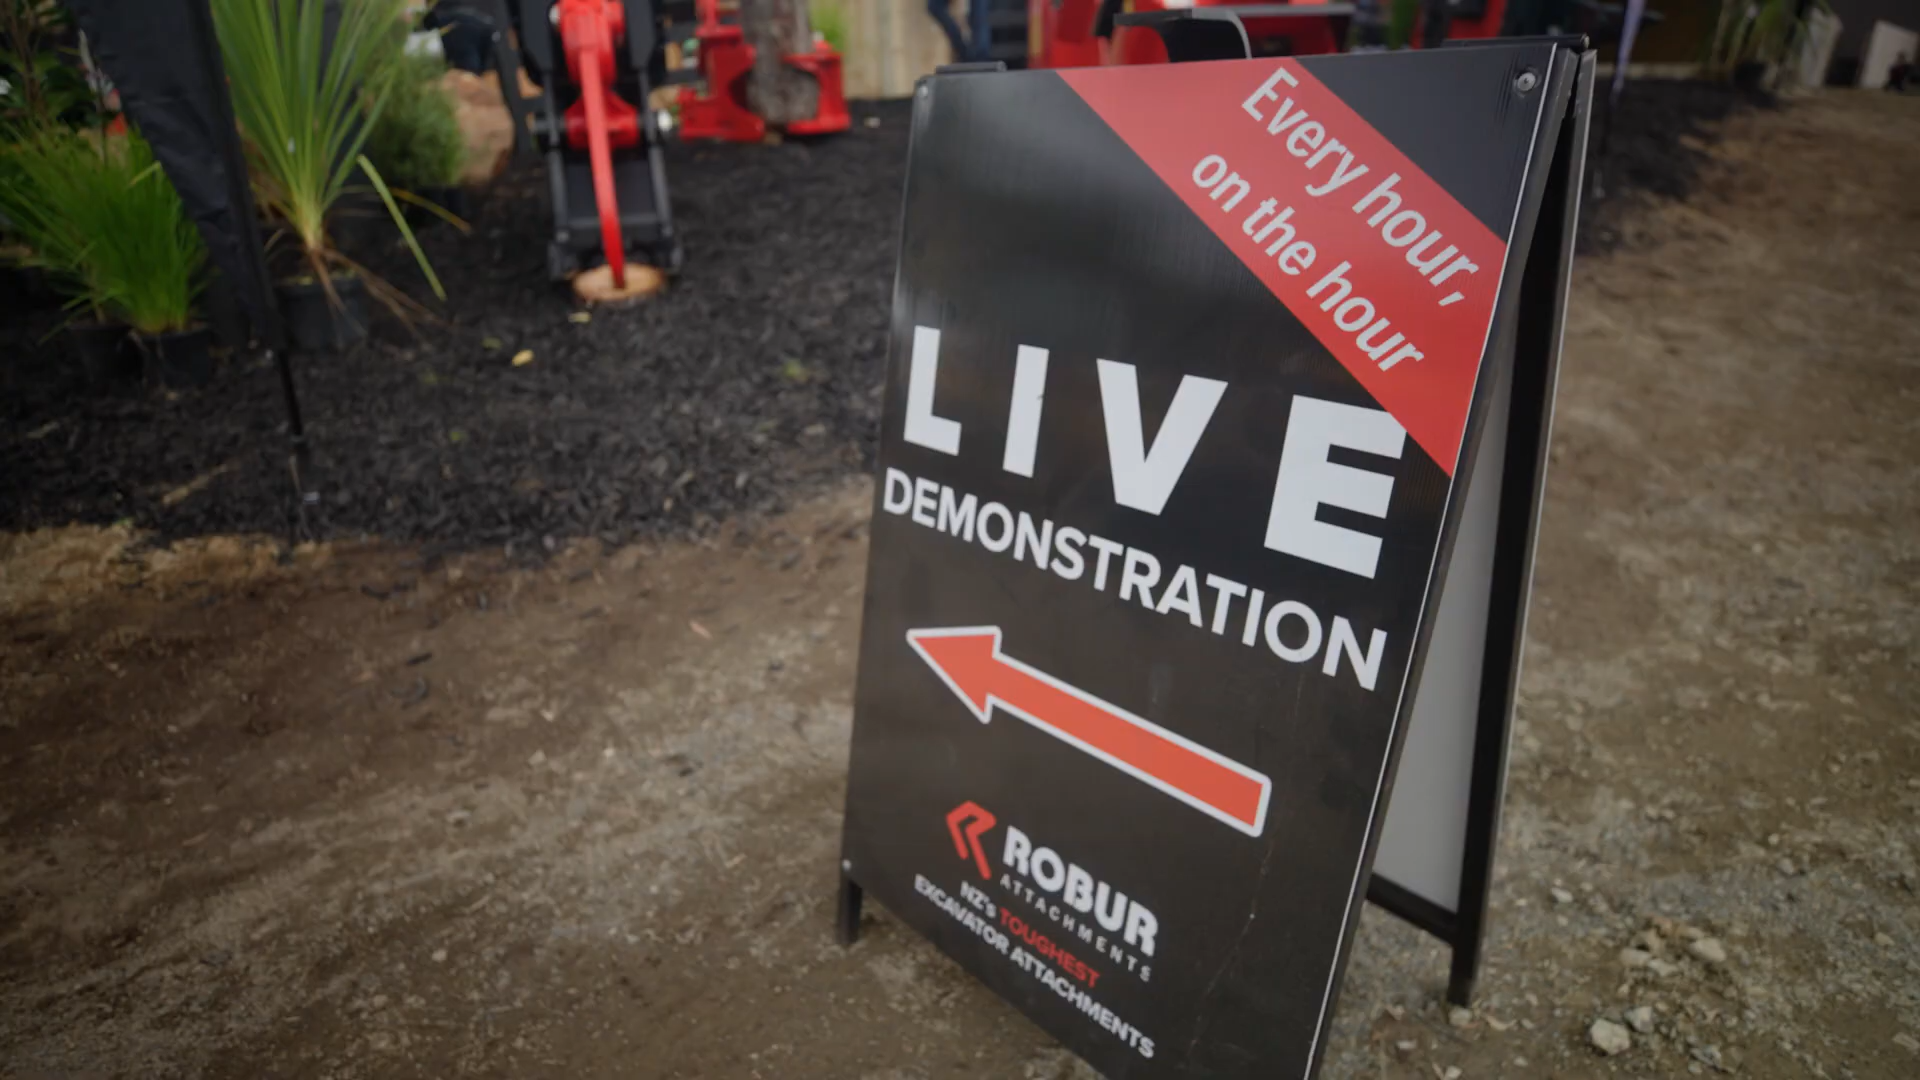 Every hour,
on the hour
LIVE
DEMONSTRATION
ROBUR
ATTACHMENTS
NZ's TOUGHEST
EXCAVATOR ATTACHMENTS